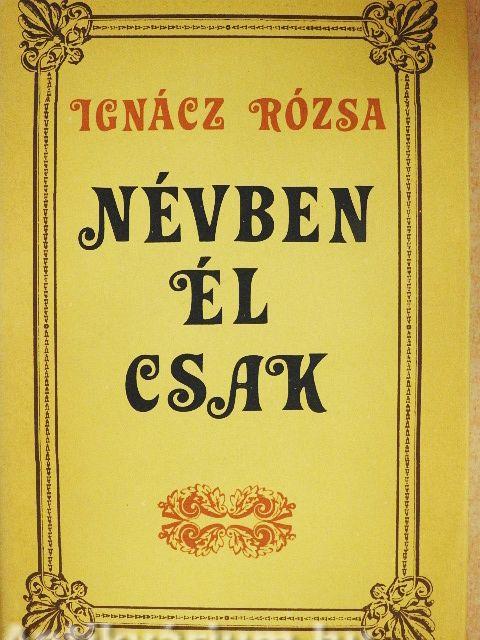 IGNÁCZ RÓZSA
NÉVBEN
ÉL
CSAK